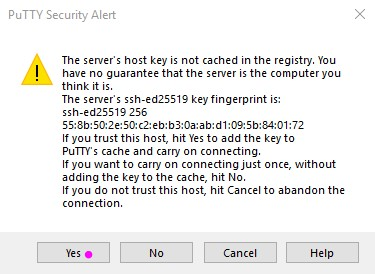 PuTTY Security Alert
The server's host key is not cached in the registry. You
have no guarantee that the server is the computer you
think it is.
The server's ssh-ed25519 key fingerprint is:
ssh-ed25519 256
55:8b:50:2e:50:c2:eb:b3:0a:ab:d1:09:5b:84:01:72
If you trust this host, hit Yes to add the key to
PuTTY's cache and carry on connecting.
If you want to carry on connecting just once, without
adding the key to the cache, hit No.
If you do not trust this host, hit Cancel to abandon the
connection.
Yes
No
Cancel
Help